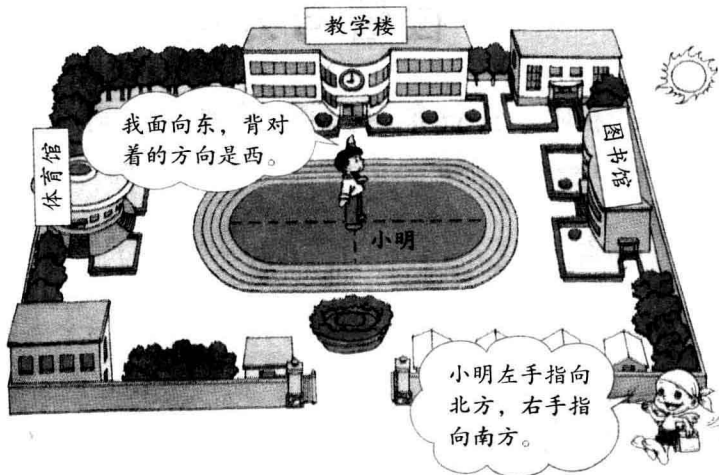 教学楼
我面向东，背对
着的方向是西。
体育馆
图书馆
小明
小明左手指向
北方，右手指
向南方。